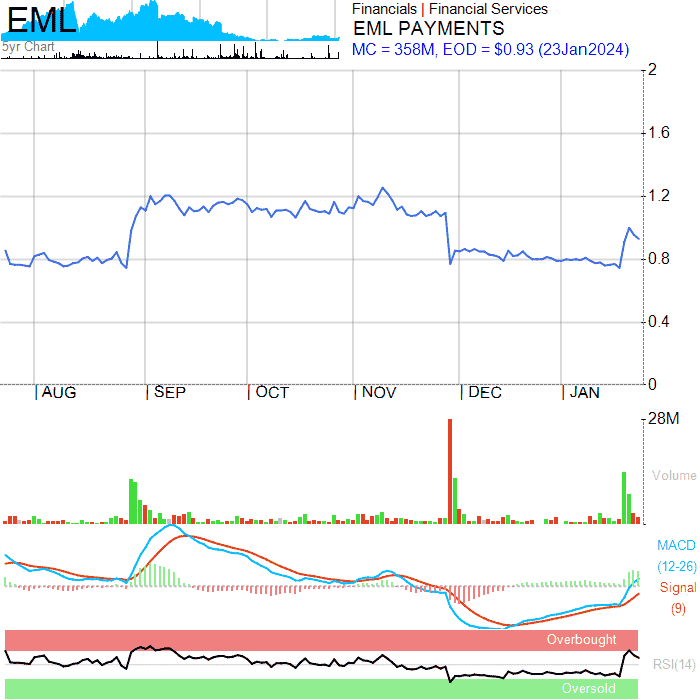 EML
5yr Chart
Financials | Financial Services
EML PAYMENTS
MC = 358M, EOD = $0.93 (23Jan2024)
2
1.6
1.2
0.8
0.4
0
AUG SEP OCT NOV DEC JAN
28M
Volume
MACD
(12-26)
Signal
(9)
Overbought
RSI(14)
Oversold